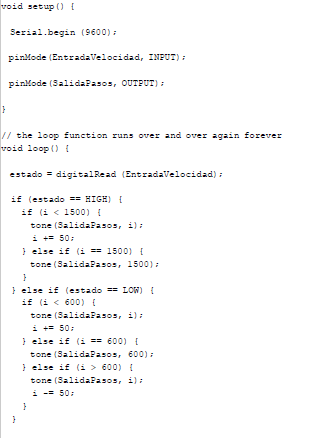 void setup() {
Serial.begin (9600);
pinMode(EntradaVelocidad, INPUT);
pinMode(SalidaPasos, OUTPUT);
}
// the loop function runs over and over again forever
void loop() {
estado = digitalRead (EntradaVelocidad);
if (estado == HIGH) {
if (i < 1500) {
tone(SalidaPasos, i);
i += 50;
} else if (i == 1500) {
tone(SalidaPasos, 1500);
}
} else if (estado == LOW) {
if (i < 600) {
tone(SalidaPasos, i);
i += 50;
} else if (i == 600) {
tone(SalidaPasos, 600);
} else if (i > 600) {
tone(SalidaPasos, i);
i -= 50;
}
}